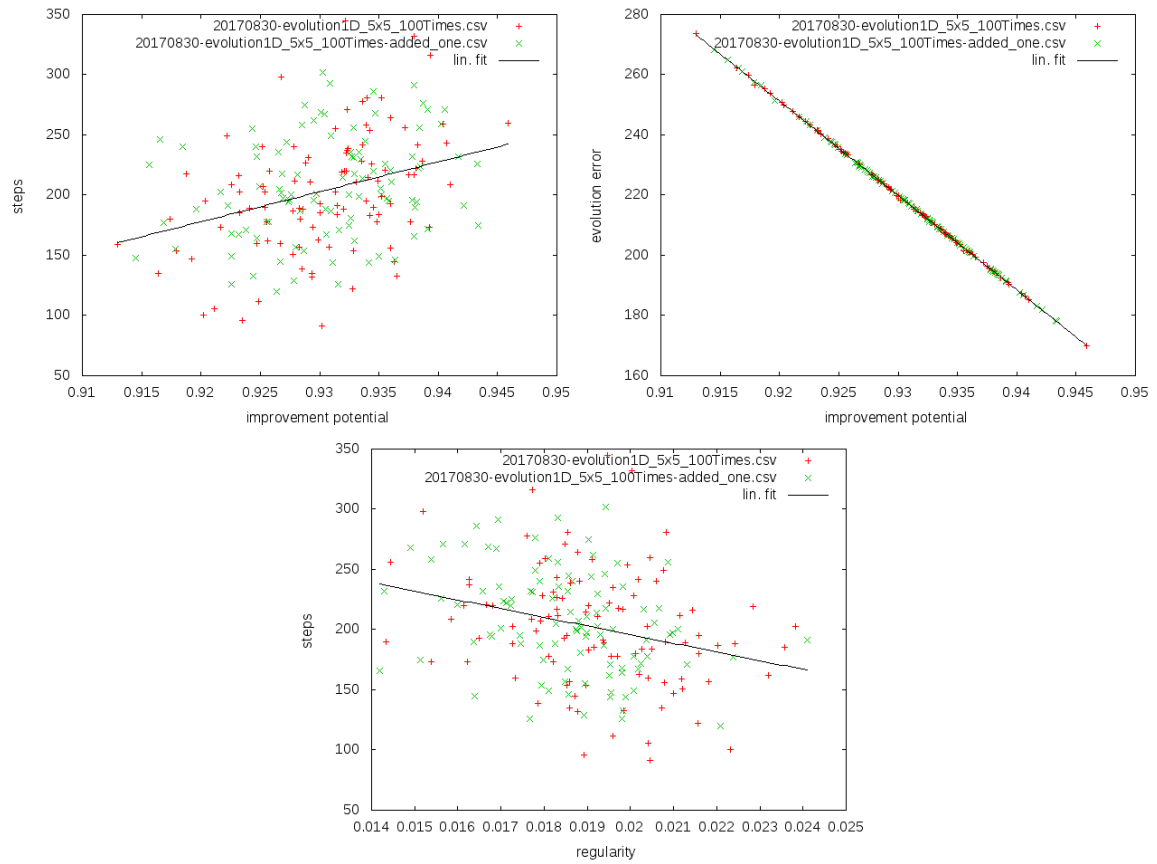 350
300
250
200
150
100
50
steps
20170830-evolution1D_5x5_100Times.csv
20170830-evolution1D_5x5_100Times-added_one.csv
lin. fit
0.91 0.915 0.92 0.925 0.93 0.935 0.94 0.945 0.95
improvement potential
280
260
240
220
200
180
160
evolution error
20170830-evolution1D_5x5_100Times.csv
20170830-evolution1D_5x5_100Times-added_one.csv
lin. fit
0.91 0.915 0.92 0.925 0.93 0.935 0.94 0.945 0.95
improvement potential
350
300
250
200
150
100
50
steps
20170830-evolution1D_5x5_100Times.csv
20170830-evolution1D_5x5_100Times-added_one.csv
lin. fit
0.014 0.015 0.016 0.017 0.018 0.019 0.02 0.021 0.022 0.023 0.024 0.025
regularity